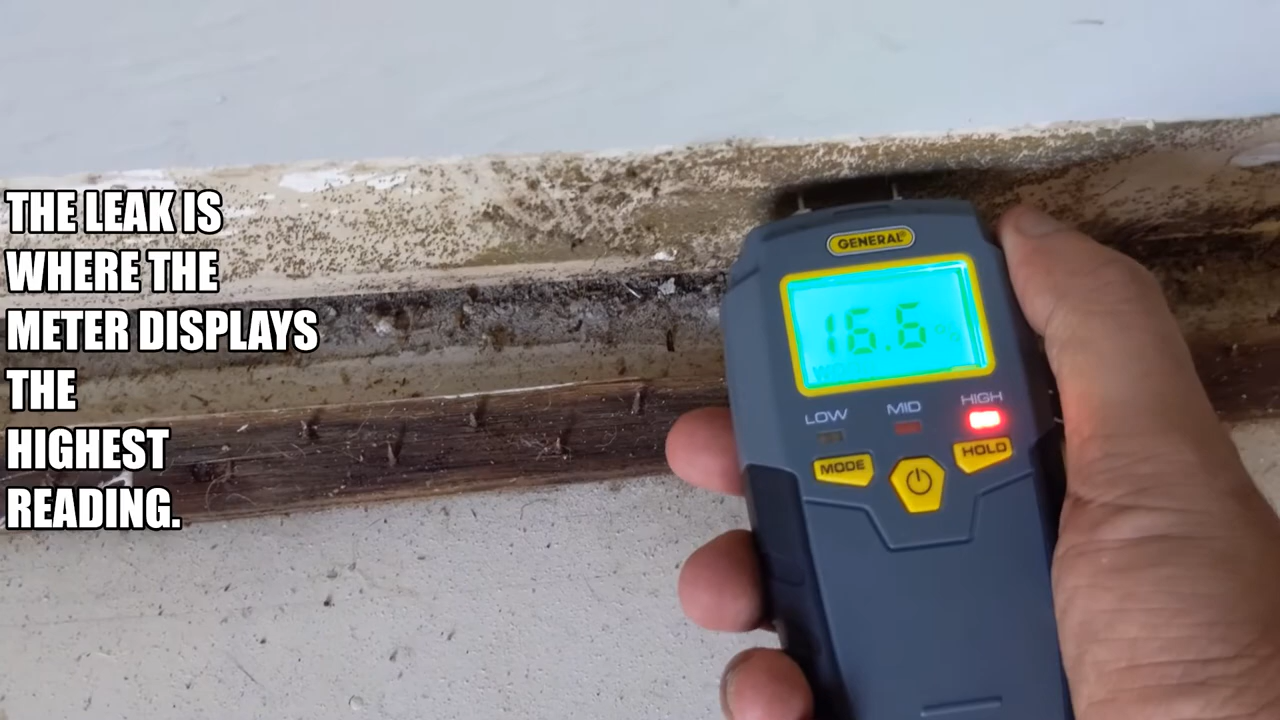 THE LEAK IS
WHERE THE
METER DISPLAYS
THE
HIGHEST
READING.
GENERAL®
16.6
LOW MID HIGH
MODE HOLD